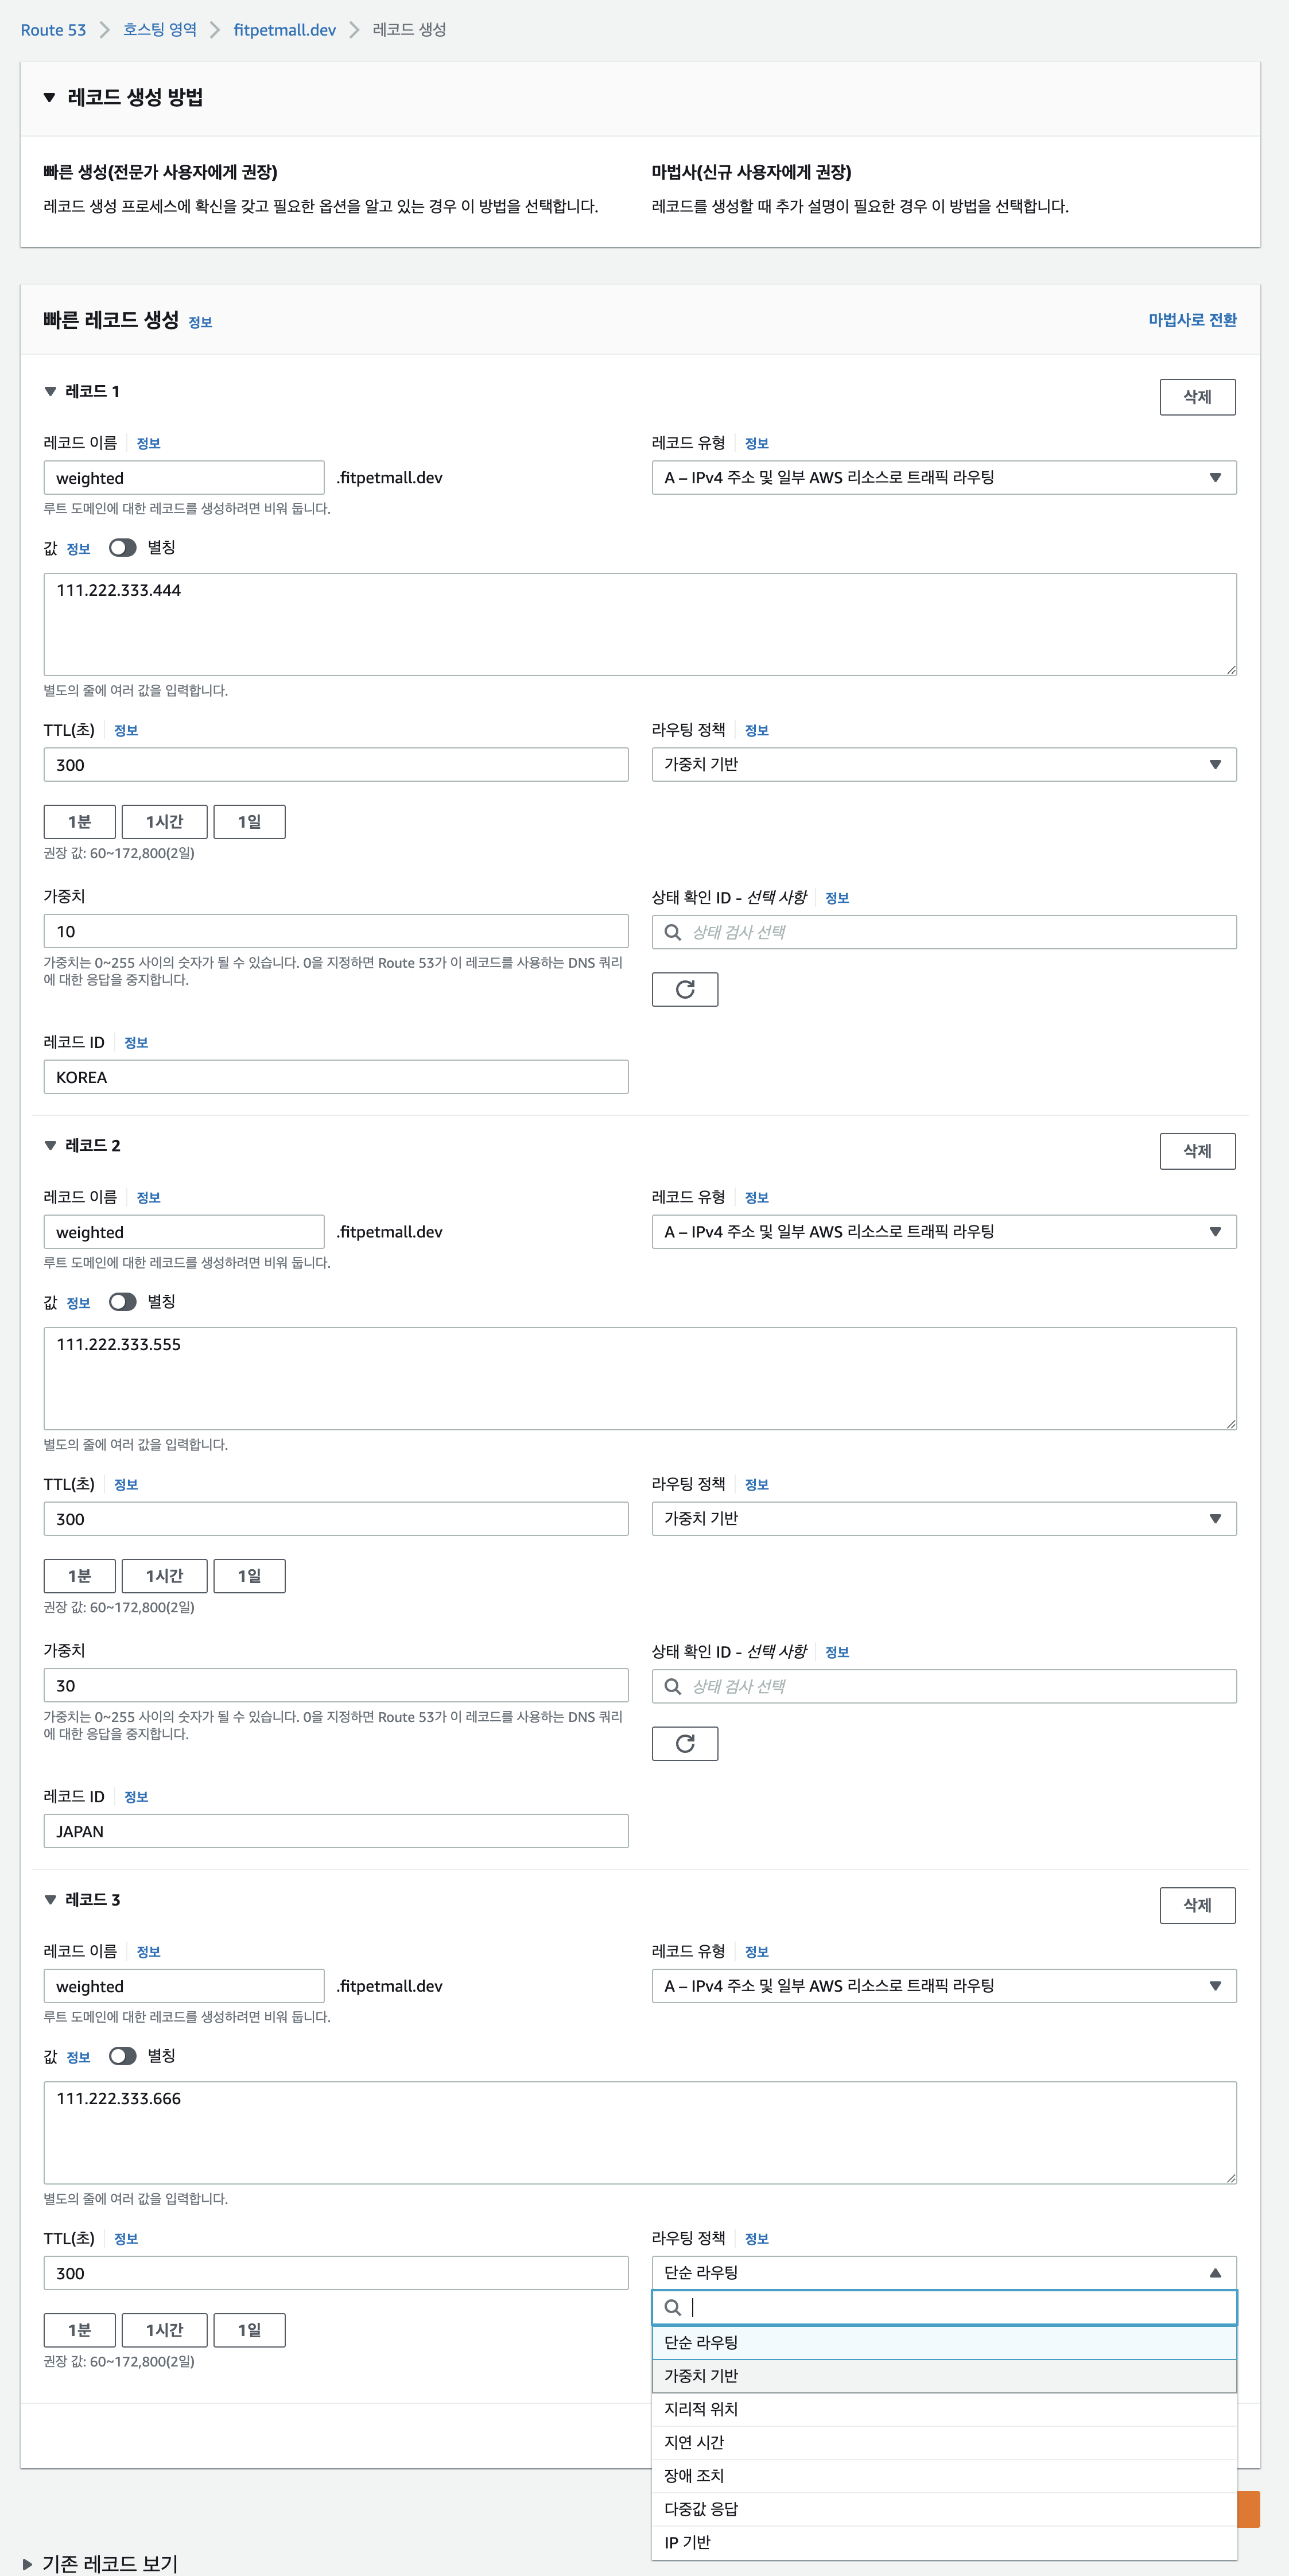 Route 53 > 호스팅 영역 > fitpetmall.dev > 레코드 생성
레코드 생성 방법
빠른 생성(전문가 사용자에게 권장)
레코드 생성 프로세스에 확신을 갖고 필요한 옵션을 알고 있는 경우 이 방법을 선택합니다.
마법사(신규 사용자에게 권장)
레코드를 생성할 때 추가 설명이 필요한 경우 이 방법을 선택합니다.
빠른 레코드 생성 정보
마법사로 전환
레코드 1
삭제
레코드 이름 정보
weighted .fitpetmall.dev
루트 도메인에 대한 레코드를 생성하려면 비워 둡니다.
레코드 유형 정보
A – IPv4 주소 및 일부 AWS 리소스로 트래픽 라우팅
값 정보 별칭
111.222.333.444
별도의 줄에 여러 값을 입력합니다.
TTL(초) 정보
300
1분 1시간 1일
권장 값: 60~172,800(2일)
라우팅 정책 정보
가중치 기반
가중치
10
가중치는 0~255 사이의 숫자가 될 수 있습니다. 0을 지정하면 Route 53가 이 레코드를 사용하는 DNS 쿼리
에 대한 응답을 중지합니다.
상태 확인 ID - 선택 사항 정보
상태 검사 선택
레코드 ID 정보
KOREA
레코드 2
삭제
레코드 이름 정보
weighted .fitpetmall.dev
루트 도메인에 대한 레코드를 생성하려면 비워 둡니다.
레코드 유형 정보
A – IPv4 주소 및 일부 AWS 리소스로 트래픽 라우팅
값 정보 별칭
111.222.333.555
별도의 줄에 여러 값을 입력합니다.
TTL(초) 정보
300
1분 1시간 1일
권장 값: 60~172,800(2일)
라우팅 정책 정보
가중치 기반
가중치
30
가중치는 0~255 사이의 숫자가 될 수 있습니다. 0을 지정하면 Route 53가 이 레코드를 사용하는 DNS 쿼리
에 대한 응답을 중지합니다.
상태 확인 ID - 선택 사항 정보
상태 검사 선택
레코드 ID 정보
JAPAN
레코드 3
삭제
레코드 이름 정보
weighted .fitpetmall.dev
루트 도메인에 대한 레코드를 생성하려면 비워 둡니다.
레코드 유형 정보
A – IPv4 주소 및 일부 AWS 리소스로 트래픽 라우팅
값 정보 별칭
111.222.333.666
별도의 줄에 여러 값을 입력합니다.
TTL(초) 정보
300
1분 1시간 1일
권장 값: 60~172,800(2일)
라우팅 정책 정보
단순 라우팅
단순 라우팅
가중치 기반
지리적 위치
지연 시간
장애 조치
다중값 응답
IP 기반
기존 레코드 보기